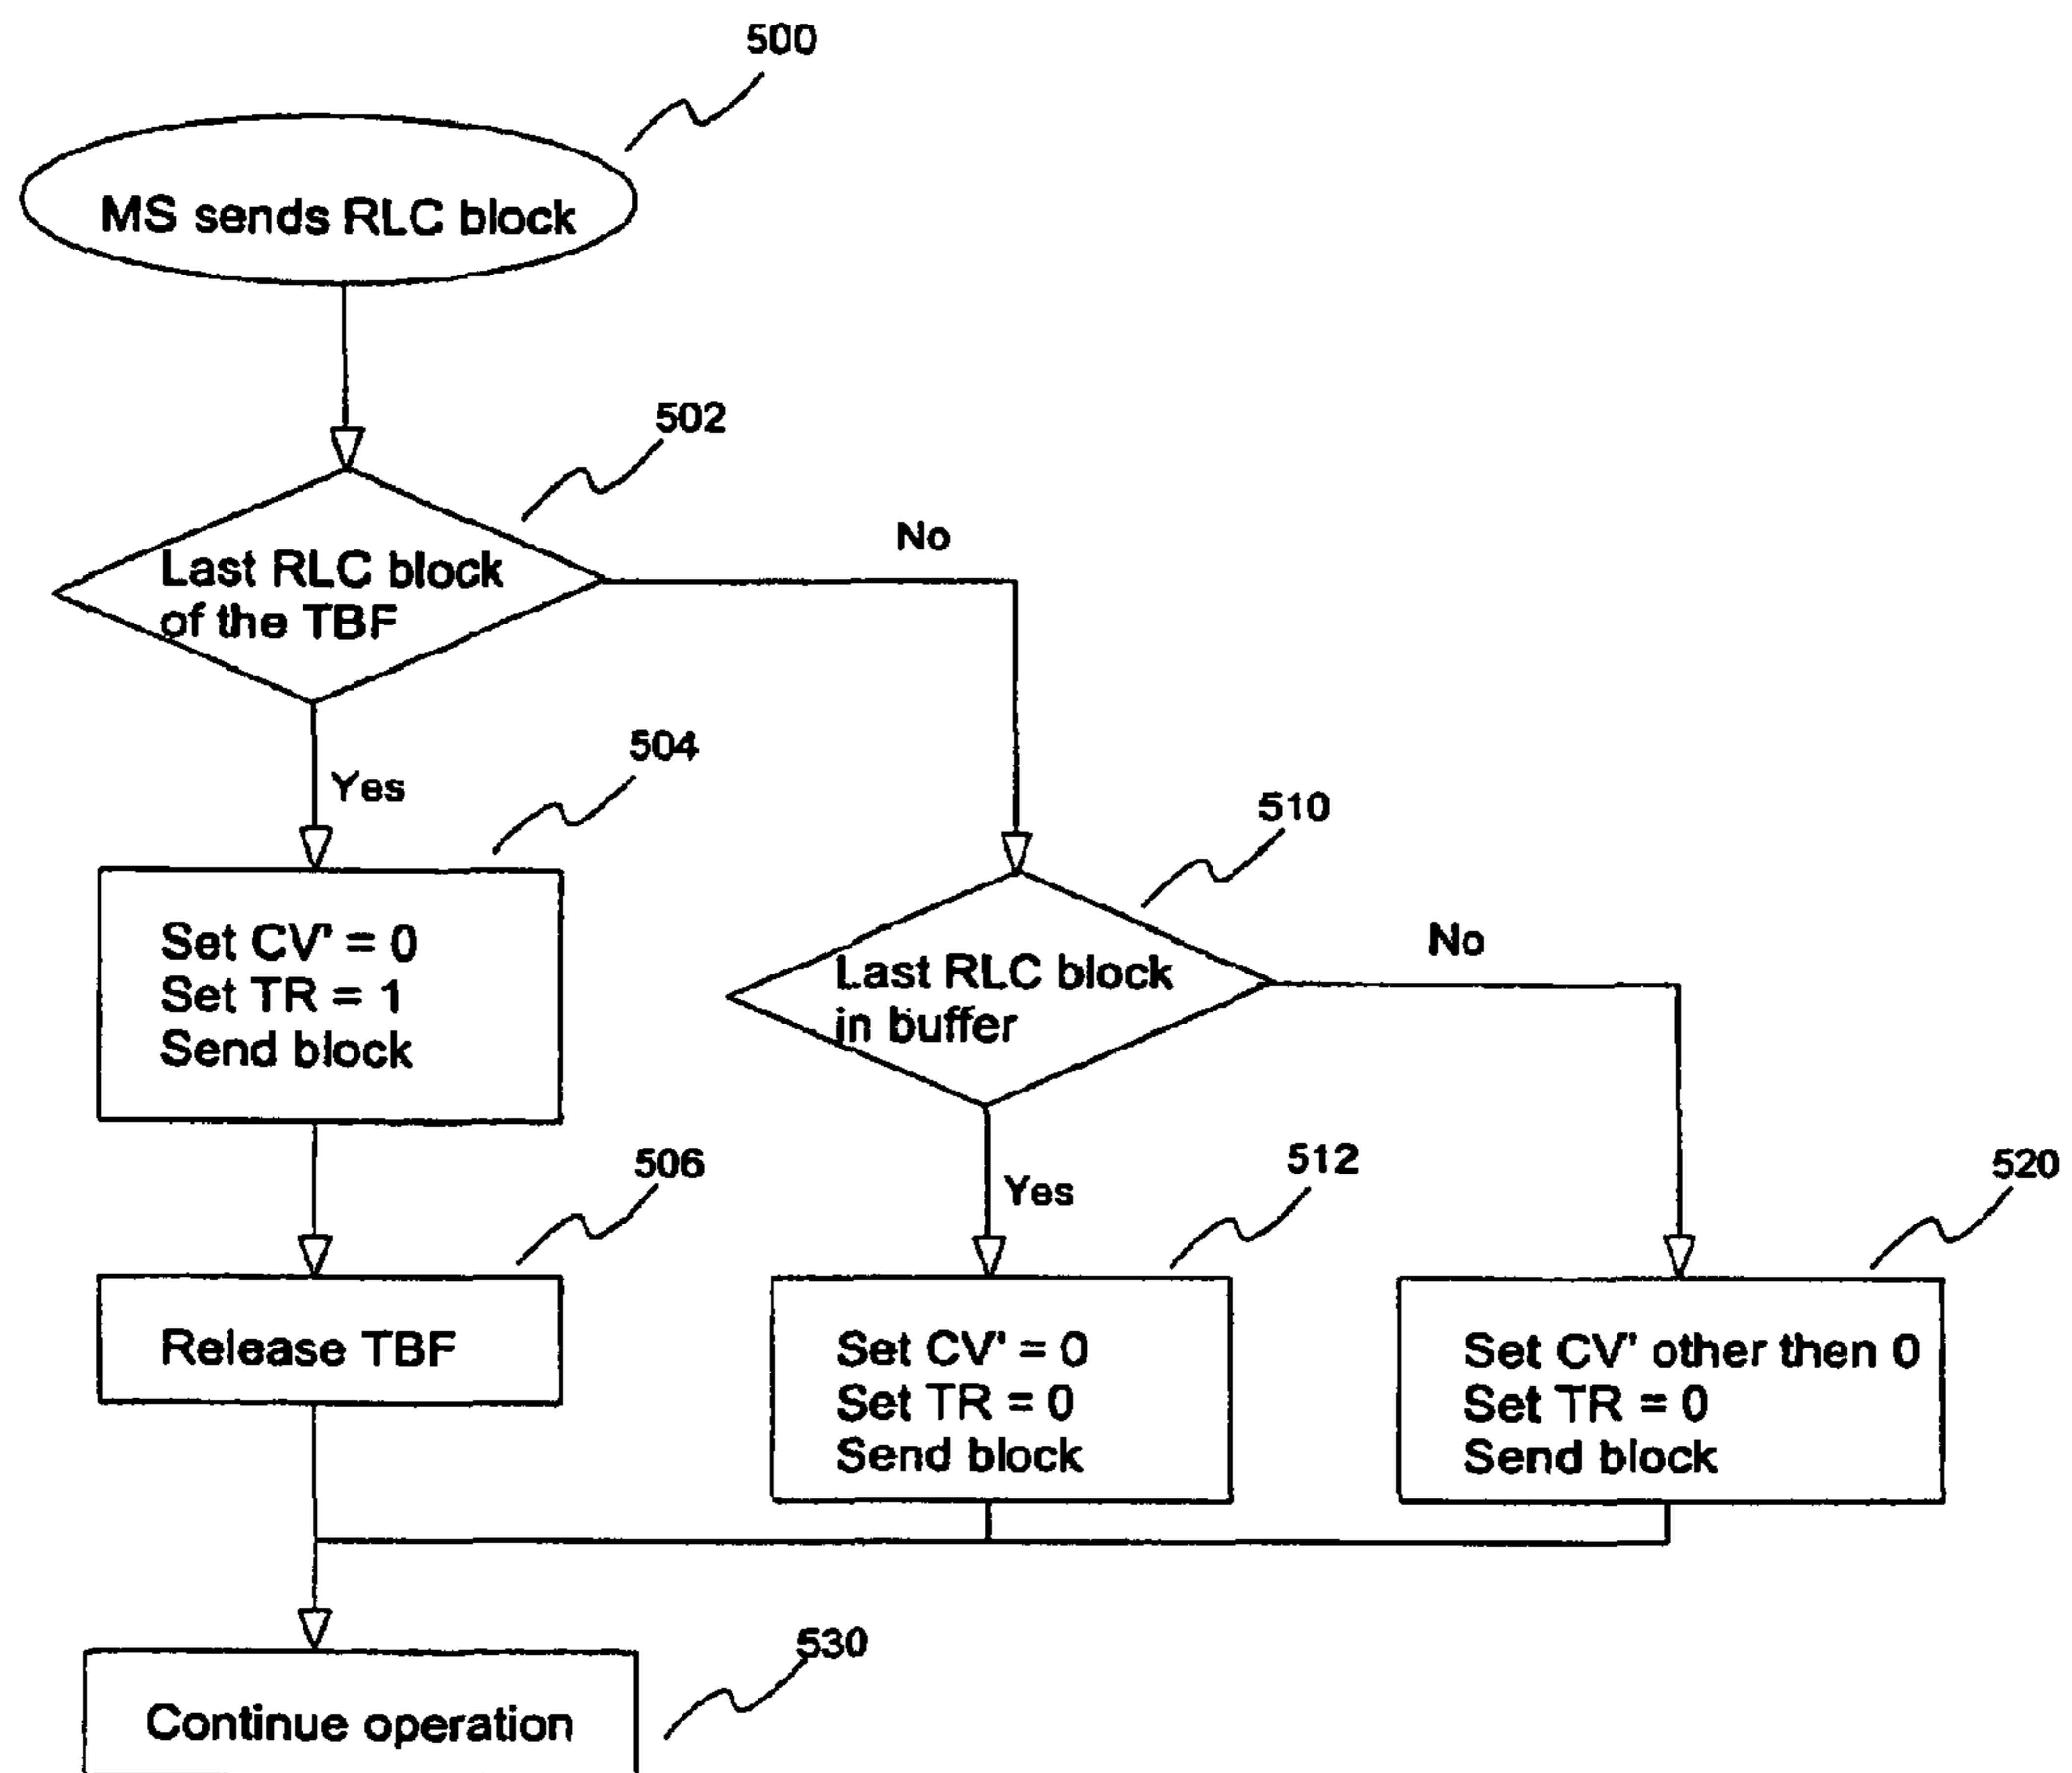 500
MS sends RLC block
502
No
Last RLC block
of the TBF
504
Yes
510
Set CV' = 0
Set TR = 1
Send block
No
Last RLC block
in buffer
506
512
520
Yes
Release TBF
Set CV' = 0
Set TR = 0
Send block
Set CV' other then 0
Set TR = 0
Send block
530
Continue operation